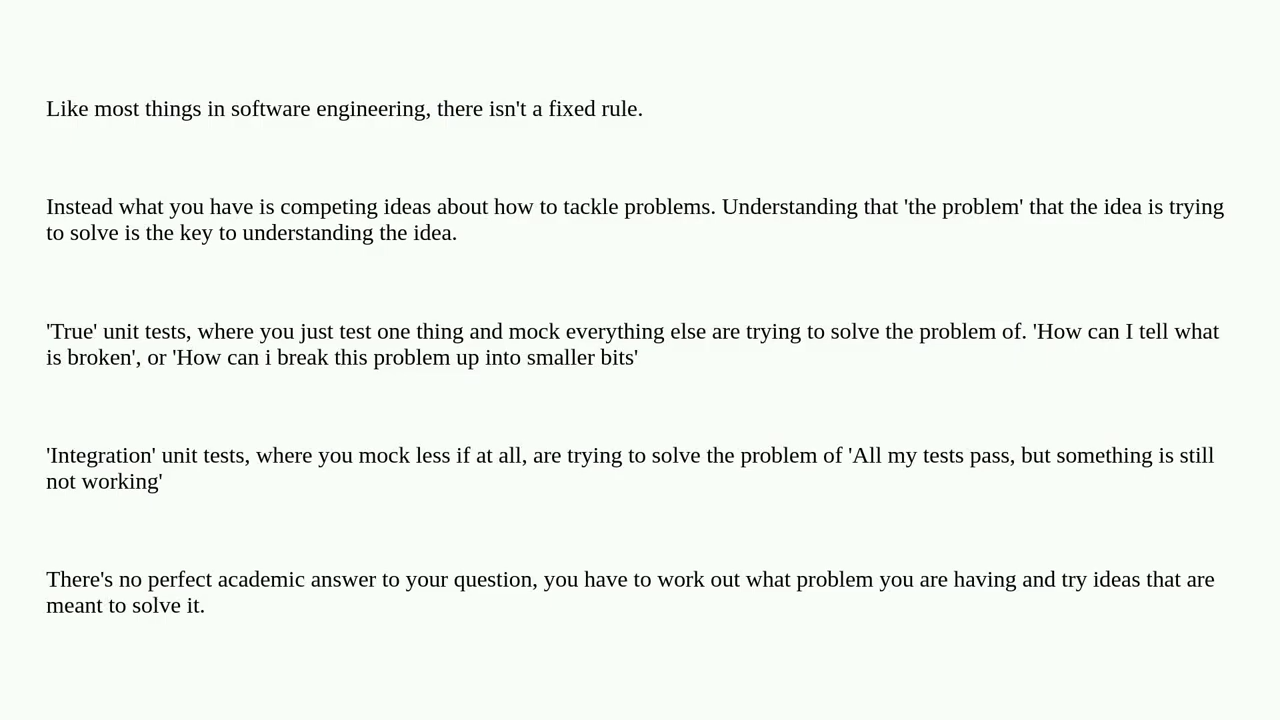 Like most things in software engineering, there isn't a fixed rule.
Instead what you have is competing ideas about how to tackle problems. Understanding that 'the problem' that the idea is trying
to solve is the key to understanding the idea.
'True' unit tests, where you just test one thing and mock everything else are trying to solve the problem of. 'How can I tell what
is broken', or 'How can i break this problem up into smaller bits'
'Integration' unit tests, where you mock less if at all, are trying to solve the problem of 'All my tests pass, but something is still
not working'
There's no perfect academic answer to your question, you have to work out what problem you are having and try ideas that are
meant to solve it.